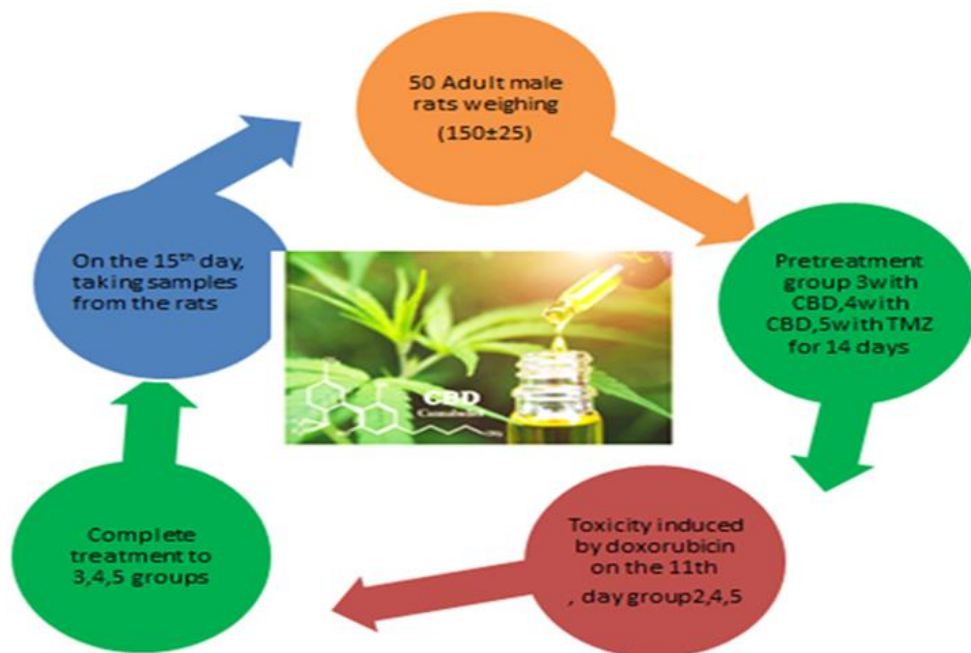 50 Adult male
rats weighing
(150±25)
Pretreatment
group 3with
CBD,4with
CBD,5withTMZ
for 14 days
Toxicity induced
by doxorubicin
on the 11th
, day group2,4,5
Complete
treatment to
3,4,5 groups
On the 15th day,
taking samples
from the rats
CBD